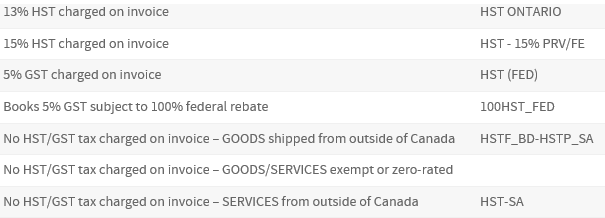 13% HST charged on invoice HST ONTARIO
15% HST charged on invoice HST - 15% PRV/FE
5% GST charged on invoice HST (FED)
Books 5% GST subject to 100% federal rebate 100HST_FED
No HST/GST tax charged on invoice – GOODS shipped from outside of Canada HSTF_BD-HSTP_SA
No HST/GST tax charged on invoice – GOODS/SERVICES exempt or zero-rated
No HST/GST tax charged on invoice – SERVICES from outside of Canada HST-SA